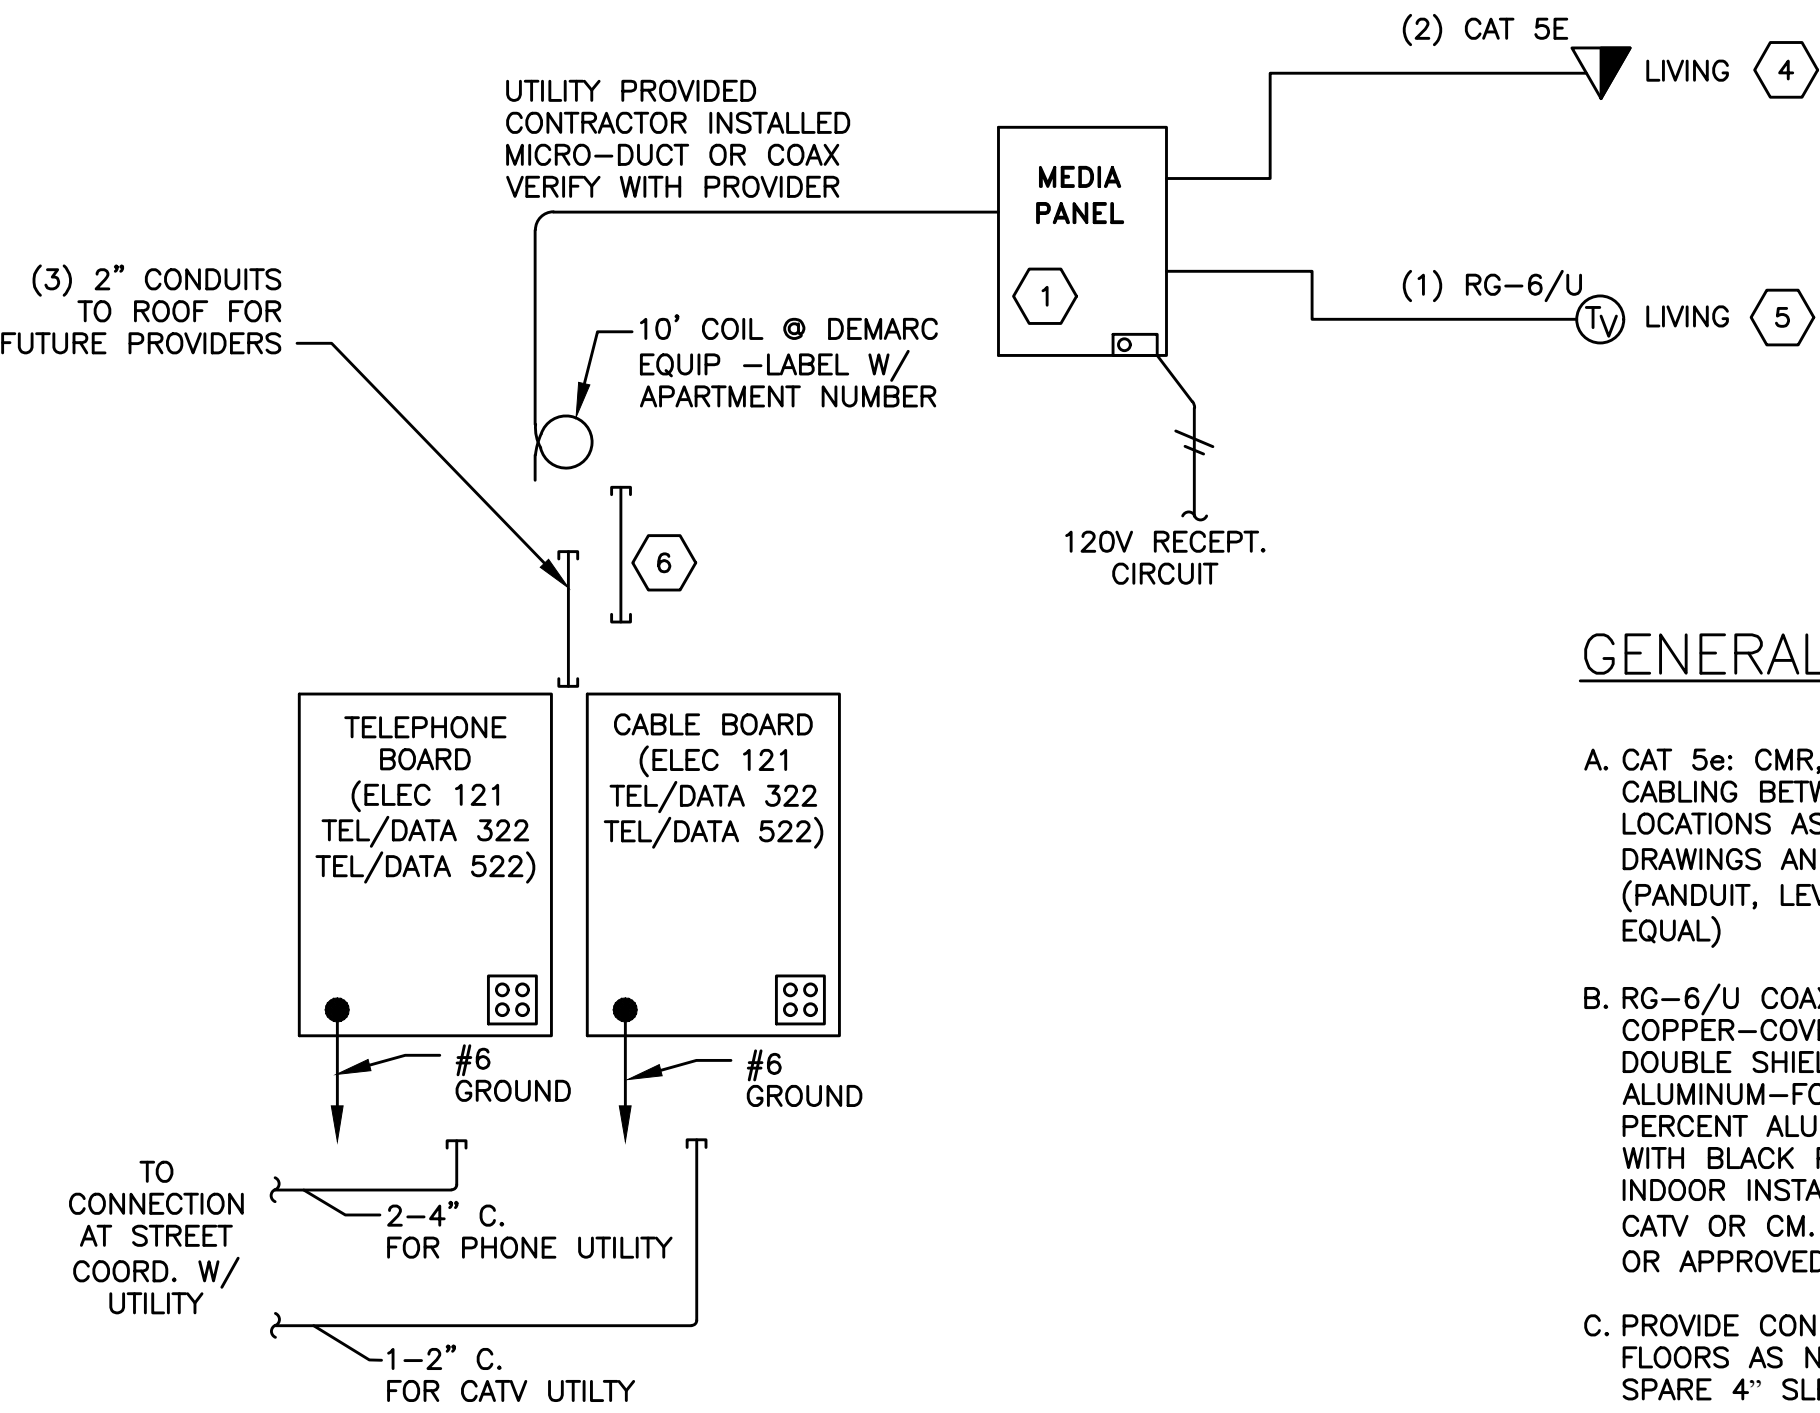 (2) CAT 5E
LIVING
4
UTILITY PROVIDED
CONTRACTOR INSTALLED
MICRO-DUCT OR COAX
VERIFY WITH PROVIDER
MEDIA
PANEL
1
(3) 2" CONDUITS
TO ROOF FOR
FUTURE PROVIDERS
10' COIL @ DEMARC
EQUIP -LABEL W/
APARTMENT NUMBER
(1) RG-6/U
TV
LIVING
5
120V RECEPT.
CIRCUIT
6
TELEPHONE
BOARD
(ELEC 121
TEL/DATA 322
TEL/DATA 522)
CABLE BOARD
(ELEC 121
TEL/DATA 322
TEL/DATA 522)
#6
GROUND
#6
GROUND
TO
CONNECTION
AT STREET
COORD. W/
UTILITY
2-4" C.
FOR PHONE UTILITY
1-2" C.
FOR CATV UTILTY
GENERAL
A. CAT 5e: CMR,
CABLING BETW
LOCATIONS AS
DRAWINGS AN
(PANDUIT, LEV
EQUAL)
B. RG-6/U COAX
COPPER-COVE
DOUBLE SHIEL
ALUMINUM-FO
PERCENT ALU
WITH BLACK
INDOOR INSTA
CATV OR CM.
OR APPROVED
C. PROVIDE CON
FLOORS AS N
SPARE 4" SLE